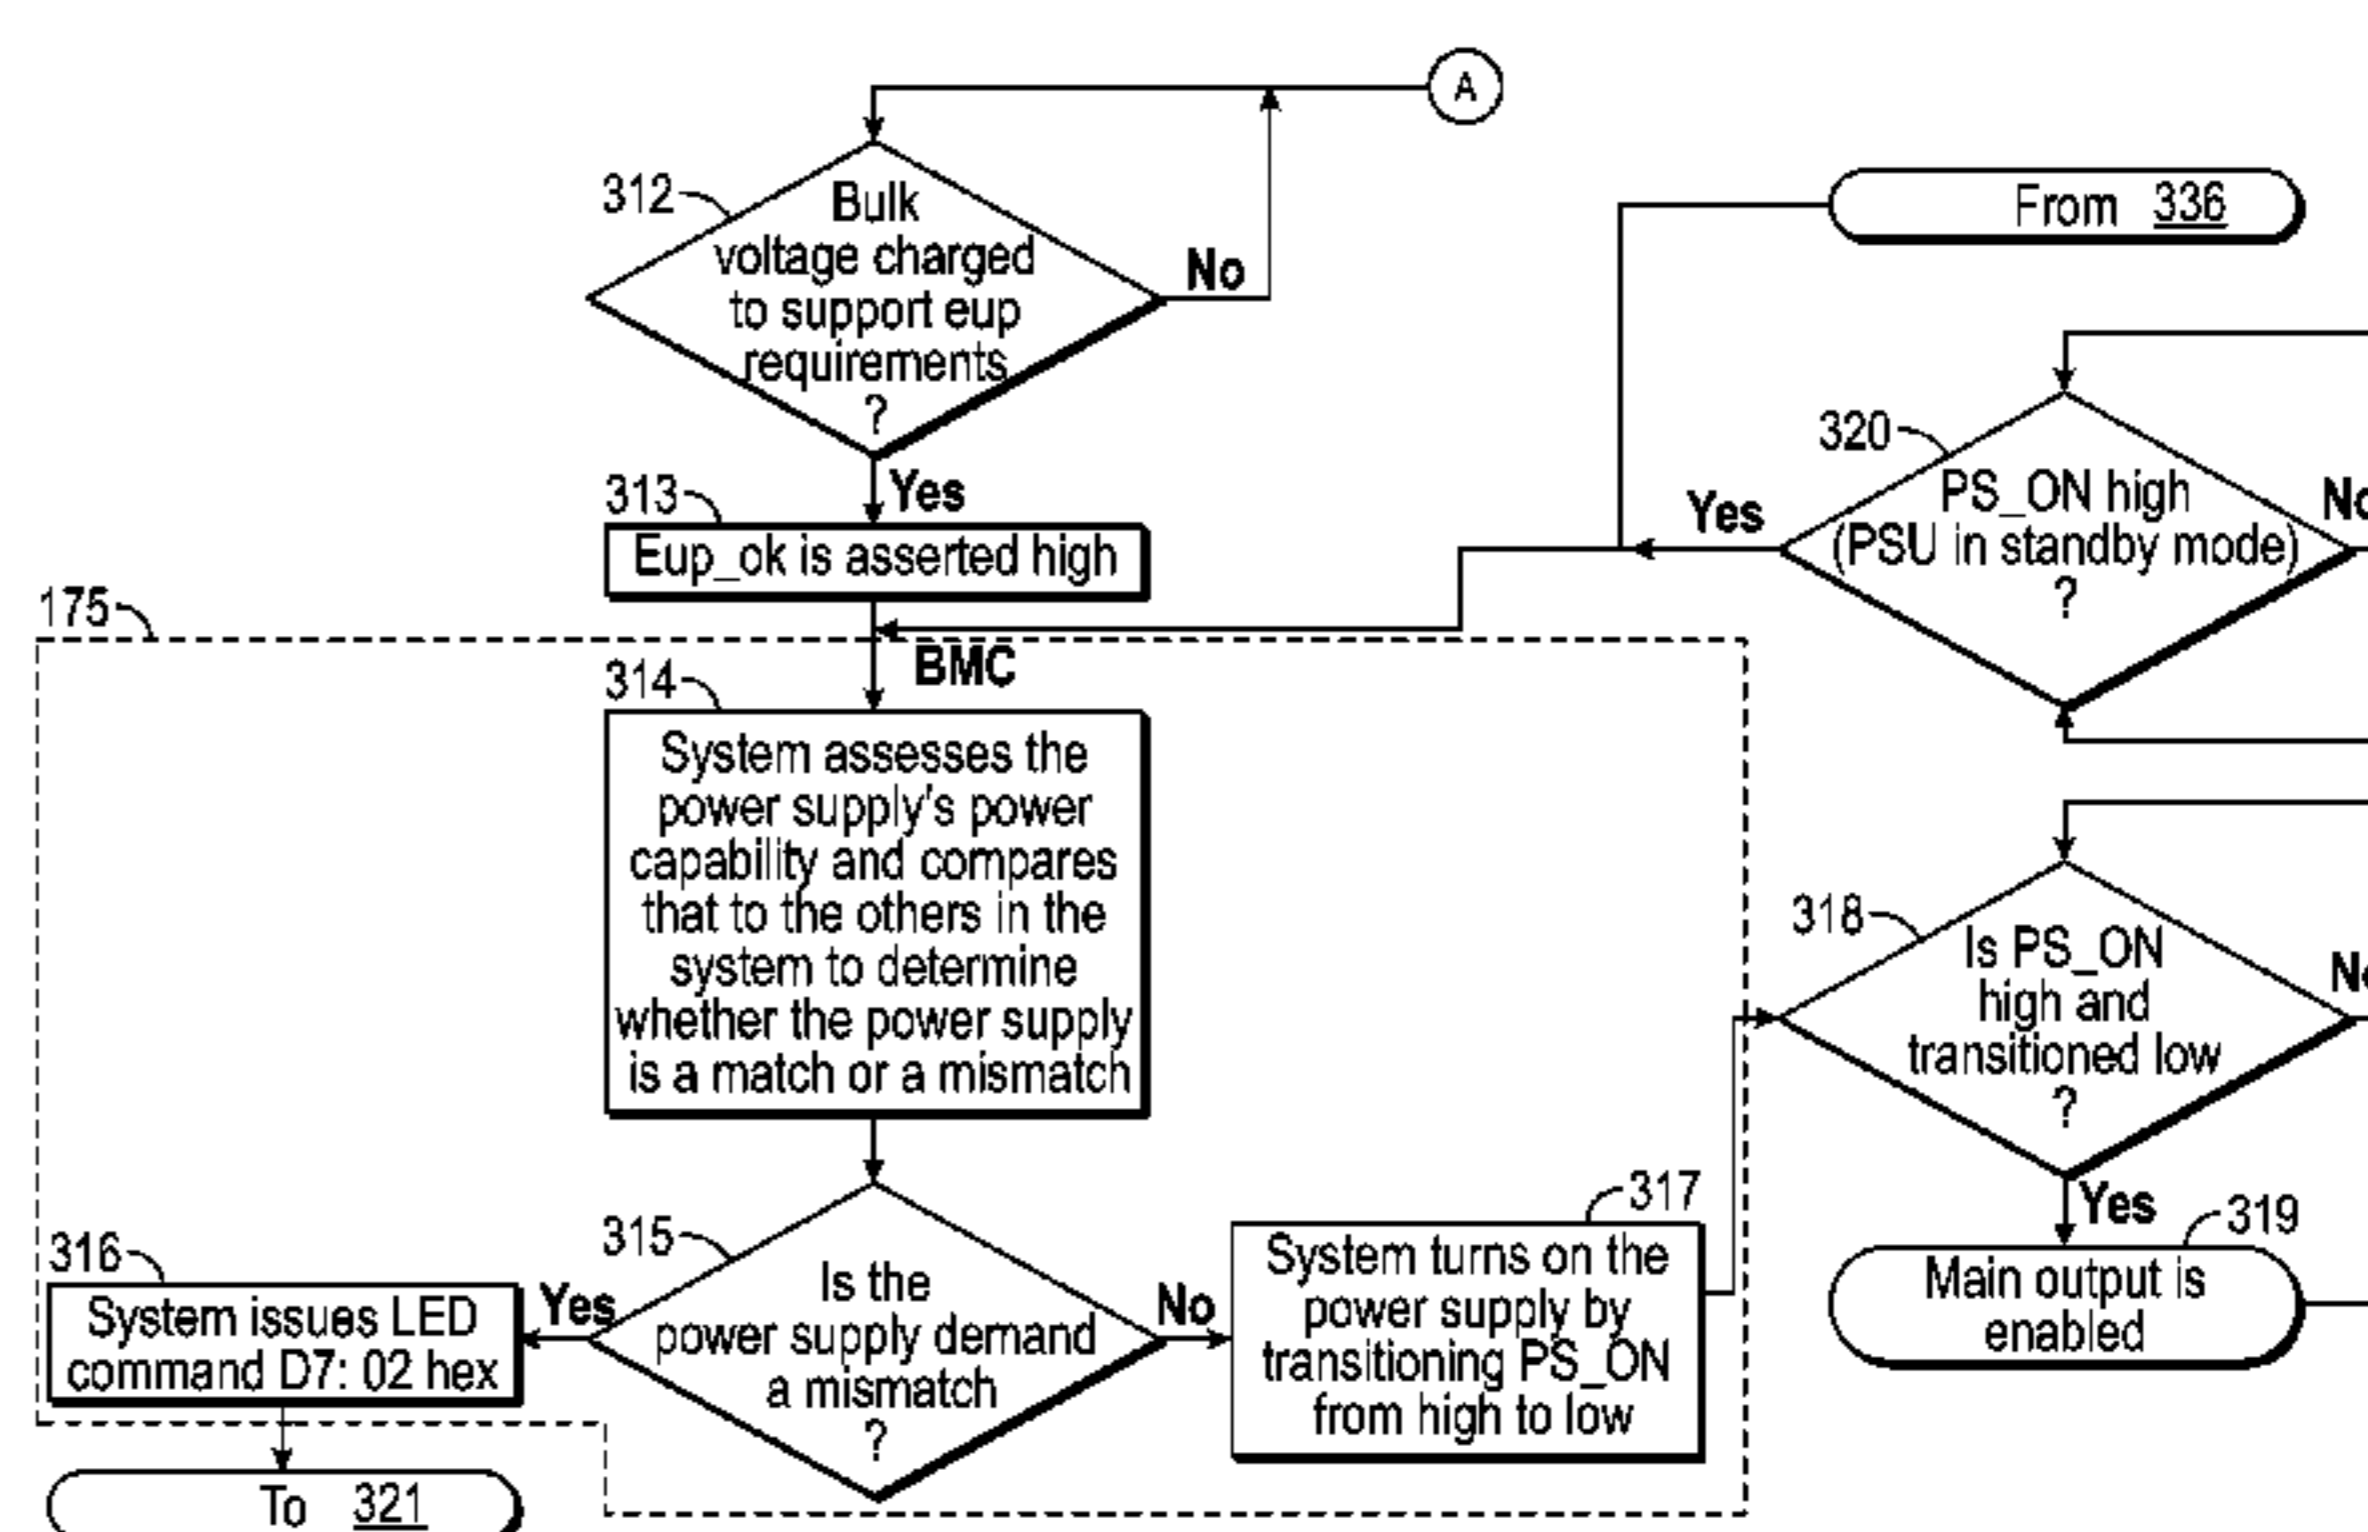 A
312
Bulk
voltage charged
to support eup
requirements
?
No
Yes
From 336
313
Eup_ok is asserted high
320
PS_ON high
(PSU in standby mode)
?
Yes
No
175
BMC
314
System assesses the
power supply's power
capability and compares
that to the others in the
system to determine
whether the power supply
is a match or a mismatch
318
Is PS_ON
high and
transitioned low
?
No
Yes
319
Main output is
enabled
315
Is the
power supply demand
a mismatch
?
Yes
No
316
System issues LED
command D7: 02 hex
317
System turns on the
power supply by
transitioning PS_ON
from high to low
To 321